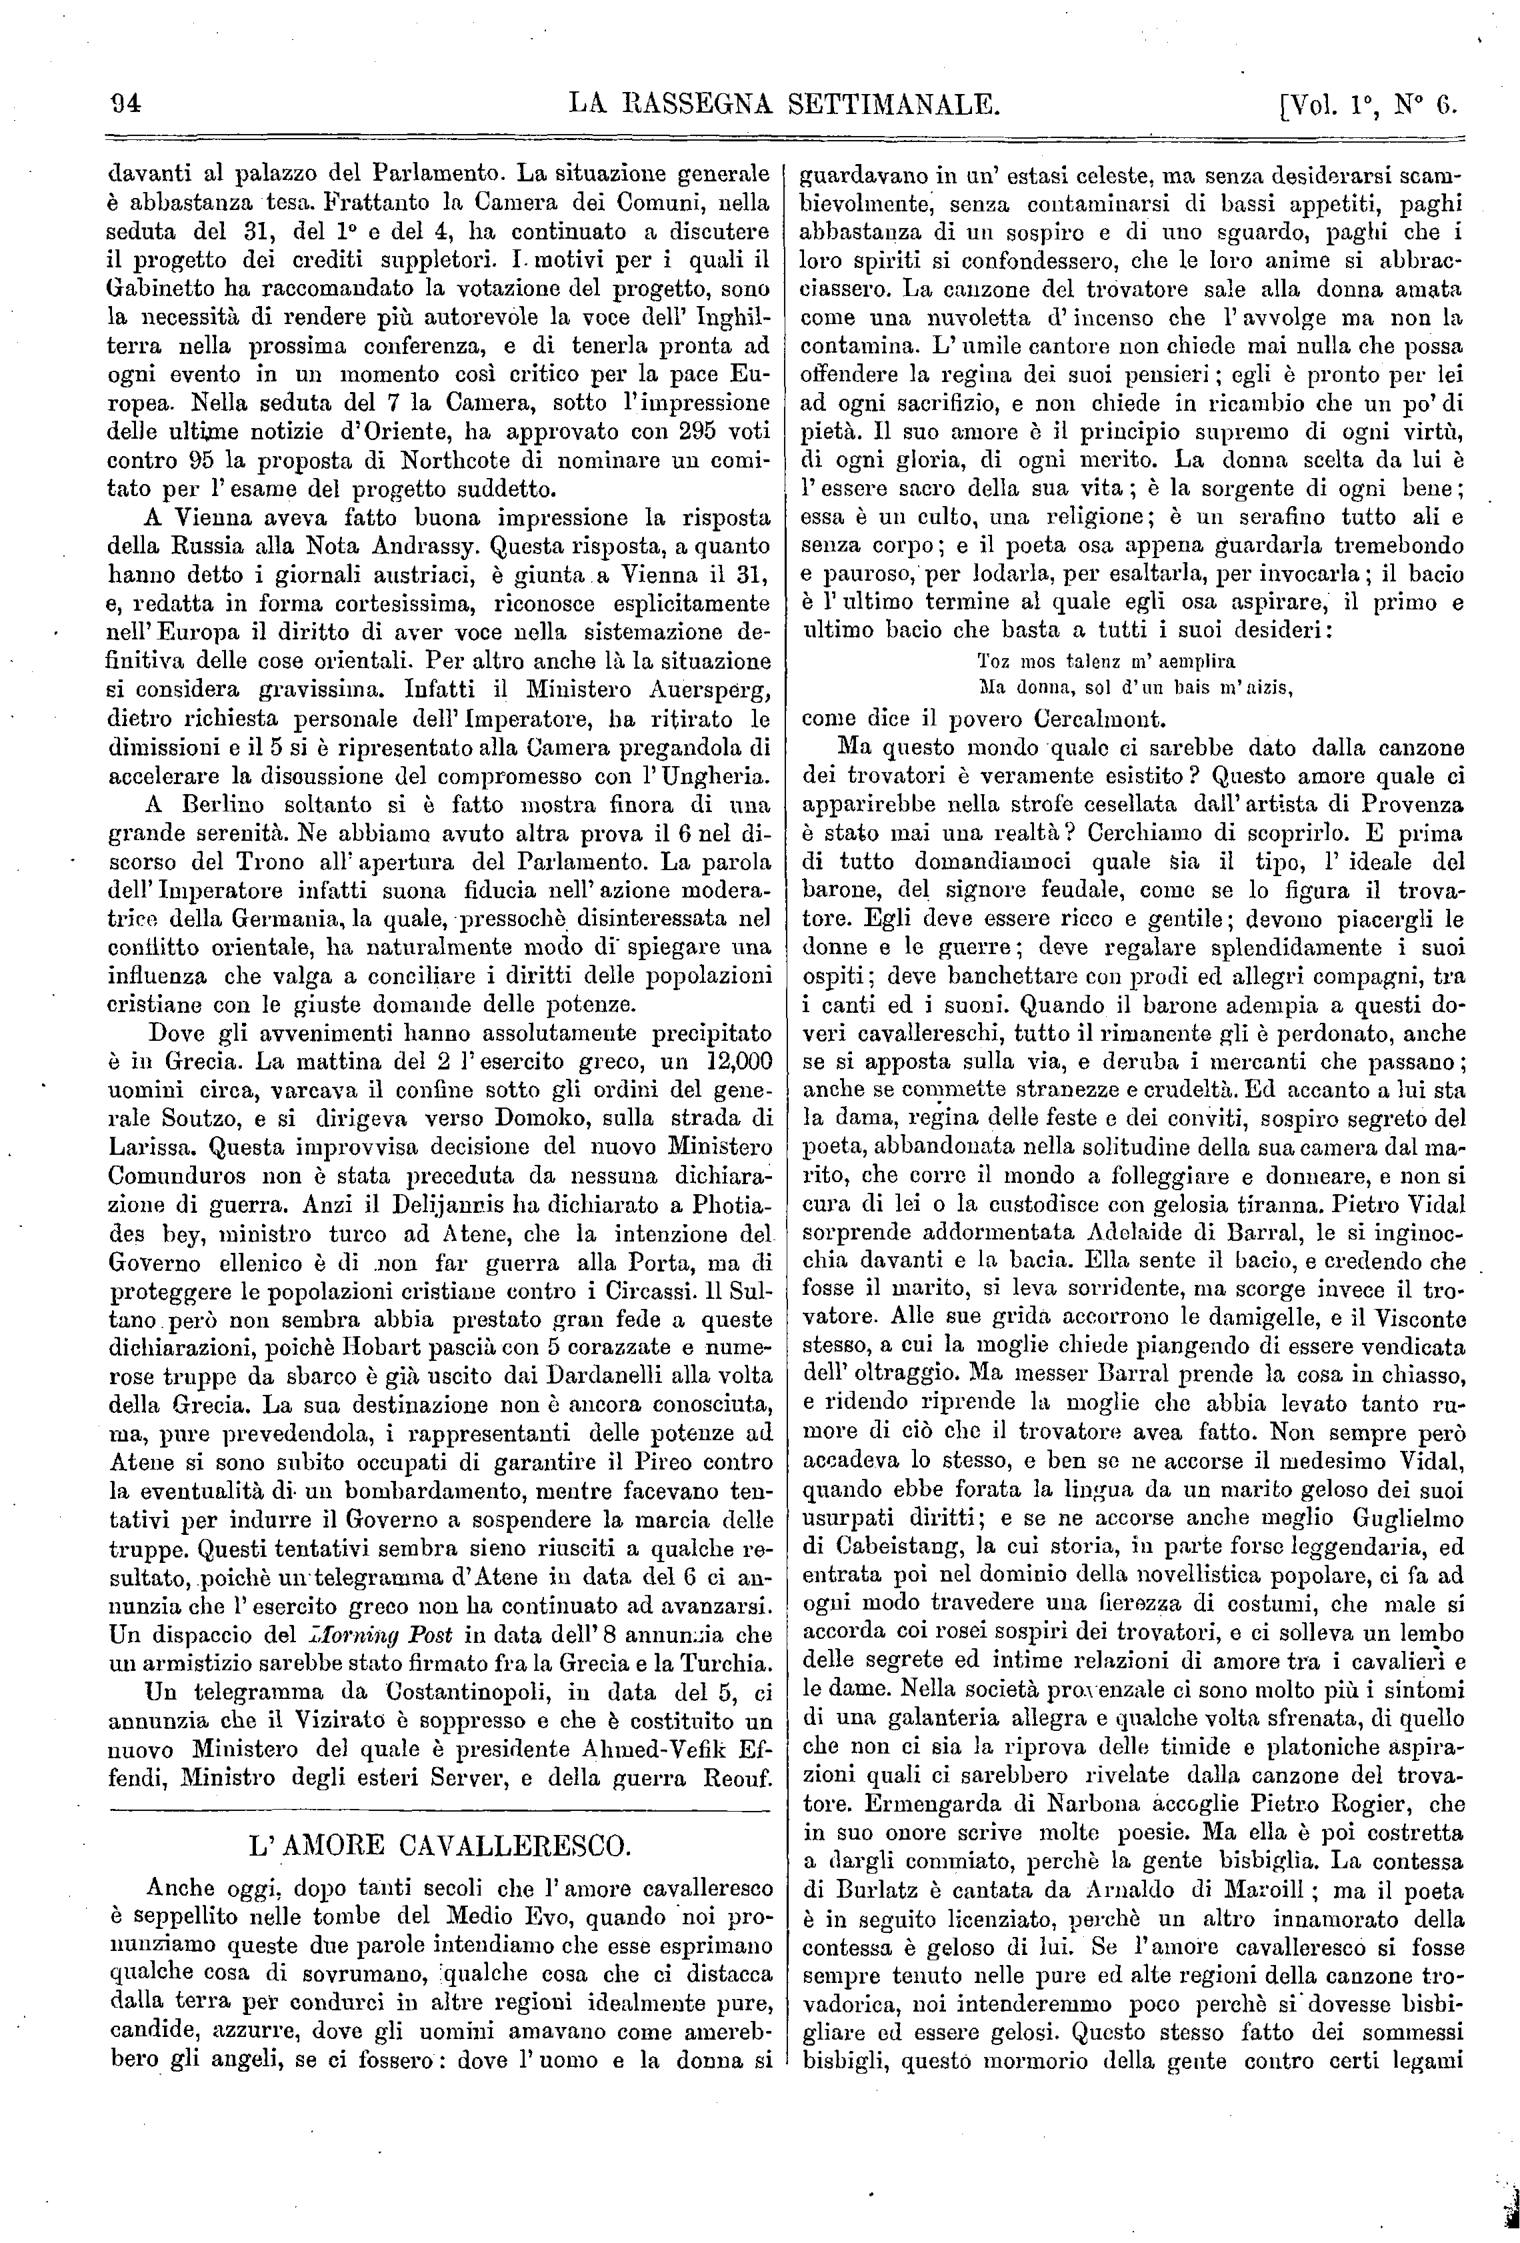 94 LA RASSEGNA SETTIMANALE. [Vol. 1°, N° 6.
davanti al palazzo del Parlamento. La situazione generale
è abbastanza tesa. Frattanto la Camera dei Comuni, nella
seduta del 31, del 1° e del 4, ha continuato a discutere
il progetto dei crediti suppletori. I motivi per i quali il
Gabinetto ha raccomandato la votazione del progetto, sono
la necessità di rendere più autorevole la voce dell' Inghil-
terra nella prossima conferenza, e di tenerla pronta ad
ogni evento in un momento così critico per la pace Eu-
ropea. Nella seduta del 7 la Camera, sotto l'impressione
delle ultime notizie d'Oriente, ha approvato con 295 voti
contro 95 la proposta di Northcote di nominare un comi-
tato per l' esame del progetto suddetto.
A Vienna aveva fatto buona impressione la risposta
della Russia alla Nota Andrassy. Questa risposta, a quanto
hanno detto i giornali austriaci, è giunta a Vienna il 31,
e, redatta in forma cortesissima, riconosce esplicitamente
nell' Europa il diritto di aver voce nella sistemazione de-
finitiva delle cose orientali. Per altro anche là la situazione
si considera gravissima. Infatti il Ministero Auersperg,
dietro richiesta personale dell' Imperatore, ha ritirato le
dimissioni e il 5 si è ripresentato alla Camera pregandola di
accelerare la discussione del compromesso con l' Ungheria.
A Berlino soltanto si è fatto mostra finora di una
grande serenità. Ne abbiamo avuto altra prova il 6 nel di-
scorso del Trono all' apertura del Parlamento. La parola
dell' Imperatore infatti suona fiducia nell' azione modera-
trice della Germania, la quale, pressochè disinteressata nel
conflitto orientale, ha naturalmente modo di spiegare una
influenza che valga a conciliare i diritti delle popolazioni
cristiane con le giuste domande delle potenze.
Dove gli avvenimenti hanno assolutamente precipitato
è in Grecia. La mattina del 2 l' esercito greco, un 12,000
uomini circa, varcava il confine sotto gli ordini del gene-
rale Soutzo, e si dirigeva verso Domoko, sulla strada di
Larissa. Questa improvvisa decisione del nuovo Ministero
Comunduros non è stata preceduta da nessuna dichiara-
zione di guerra. Anzi il Delijannis ha dichiarato a Photia-
des bey, ministro turco ad Atene, che la intenzione del
Governo ellenico è di non far guerra alla Porta, ma di
proteggere le popolazioni cristiane contro i Circassi. Il Sul-
tano però non sembra abbia prestato gran fede a queste
dichiarazioni, poichè Hobart pascià con 5 corazzate e nume-
rose truppe da sbarco è già uscito dai Dardanelli alla volta
della Grecia. La sua destinazione non è ancora conosciuta,
ma, pure prevedendola, i rappresentanti delle potenze ad
Atene si sono subito occupati di garantire il Pireo contro
la eventualità di un bombardamento, mentre facevano ten-
tativi per indurre il Governo a sospendere la marcia delle
truppe. Questi tentativi sembra sieno riusciti a qualche re-
sultato, poichè un telegramma d'Atene in data del 6 ci an-
nunzia che l' esercito greco non ha continuato ad avanzarsi.
Un dispaccio del Morning Post in data dell' 8 annunzia che
un armistizio sarebbe stato firmato fra la Grecia e la Turchia.
Un telegramma da Costantinopoli, in data del 5, ci
annunzia che il Vizirato è soppresso e che è costituito un
nuovo Ministero del quale è presidente Ahmed-Vefik Ef-
fendi, Ministro degli esteri Server, e della guerra Reouf.
L' AMORE CAVALLERESCO.
Anche oggi, dopo tanti secoli che l' amore cavalleresco
è seppellito nelle tombe del Medio Evo, quando noi pro-
nunziamo queste due parole intendiamo che esse esprimano
qualche cosa di sovrumano, qualche cosa che ci distacca
dalla terra per condurci in altre regioni idealmente pure,
candide, azzurre, dove gli uomini amavano come amereb-
bero gli angeli, se ci fossero : dove l' uomo e la donna si
guardavano in un' estasi celeste, ma senza desiderarsi scam-
bievolmente, senza contaminarsi di bassi appetiti, paghi
abbastanza di un sospiro e di uno sguardo, paghi che i
loro spiriti si confondessero, che le loro anime si abbrac-
ciassero. La canzone del trovatore sale alla donna amata
come una nuvoletta d' incenso che l' avvolge ma non la
contamina. L' umile cantore non chiede mai nulla che possa
offendere la regina dei suoi pensieri ; egli è pronto per lei
ad ogni sacrifizio, e non chiede in ricambio che un po' di
pietà. Il suo amore è il principio supremo di ogni virtù,
di ogni gloria, di ogni merito. La donna scelta da lui è
l' essere sacro della sua vita ; è la sorgente di ogni bene ;
essa è un culto, una religione ; è un serafino tutto ali e
senza corpo ; e il poeta osa appena guardarla tremebondo
e pauroso, per lodarla, per esaltarla, per invocarla ; il bacio
è l' ultimo termine al quale egli osa aspirare, il primo e
ultimo bacio che basta a tutti i suoi desideri :
Toz mos talenz m' aemplira
Ma donna, sol d' un bais m' aizis,
come dice il povero Cercalmont.
Ma questo mondo quale ci sarebbe dato dalla canzone
dei trovatori è veramente esistito ? Questo amore quale ci
apparirebbe nella strofe cesellata dall' artista di Provenza
è stato mai una realtà ? Cerchiamo di scoprirlo. E prima
di tutto domandiamoci quale sia il tipo, l' ideale del
barone, del signore feudale, come se lo figura il trova-
tore. Egli deve essere ricco e gentile ; devono piacergli le
donne e le guerre ; deve regalare splendidamente i suoi
ospiti ; deve banchettare con prodi ed allegri compagni, tra
i canti ed i suoni. Quando il barone adempia a questi do-
veri cavallereschi, tutto il rimanente gli è perdonato, anche
se si apposta sulla via, e deruba i mercanti che passano ;
anche se commette stranezze e crudeltà. Ed accanto a lui sta
la dama, regina delle feste e dei conviti, sospiro segreto del
poeta, abbandonata nella solitudine della sua camera dal ma-
rito, che corre il mondo a folleggiare e donneare, e non si
cura di lei o la custodisce con gelosia tiranna. Pietro Vidal
sorprende addormentata Adelaide di Barral, le si inginoc-
chia davanti e la bacia. Ella sente il bacio, e credendo che
fosse il marito, si leva sorridente, ma scorge invece il tro-
vatore. Alle sue grida accorrono le damigelle, e il Visconte
stesso, a cui la moglie chiede piangendo di essere vendicata
dell' oltraggio. Ma messer Barral prende la cosa in chiasso,
e ridendo riprende la moglie che abbia levato tanto ru-
more di ciò che il trovatore avea fatto. Non sempre però
accadeva lo stesso, e ben se ne accorse il medesimo Vidal,
quando ebbe forata la lingua da un marito geloso dei suoi
usurpati diritti ; e se ne accorse anche meglio Guglielmo
di Cabeistang, la cui storia, in parte forse leggendaria, ed
entrata poi nel dominio della novellistica popolare, ci fa ad
ogni modo travedere una fierezza di costumi, che male si
accorda coi rosei sospiri dei trovatori, e ci solleva un lembo
delle segrete ed intime relazioni di amore tra i cavalieri e
le dame. Nella società provenzale ci sono molto più i sintomi
di una galanteria allegra e qualche volta sfrenata, di quello
che non ci sia la riprova delle timide e platoniche aspira-
zioni quali ci sarebbero rivelate dalla canzone del trova-
tore. Ermengarda di Narbona accoglie Pietro Rogier, che
in suo onore scrive molte poesie. Ma ella è poi costretta
a dargli commiato, perchè la gente bisbiglia. La contessa
di Burlatz è cantata da Arnaldo di Maroill ; ma il poeta
è in seguito licenziato, perchè un altro innamorato della
contessa è geloso di lui. Se l'amore cavalleresco si fosse
sempre tenuto nelle pure ed alte regioni della canzone tro-
vadorica, noi intenderemmo poco perchè si dovesse bisbi-
gliare ed essere gelosi. Questo stesso fatto dei sommessi
bisbigli, questo mormorio della gente contro certi legami